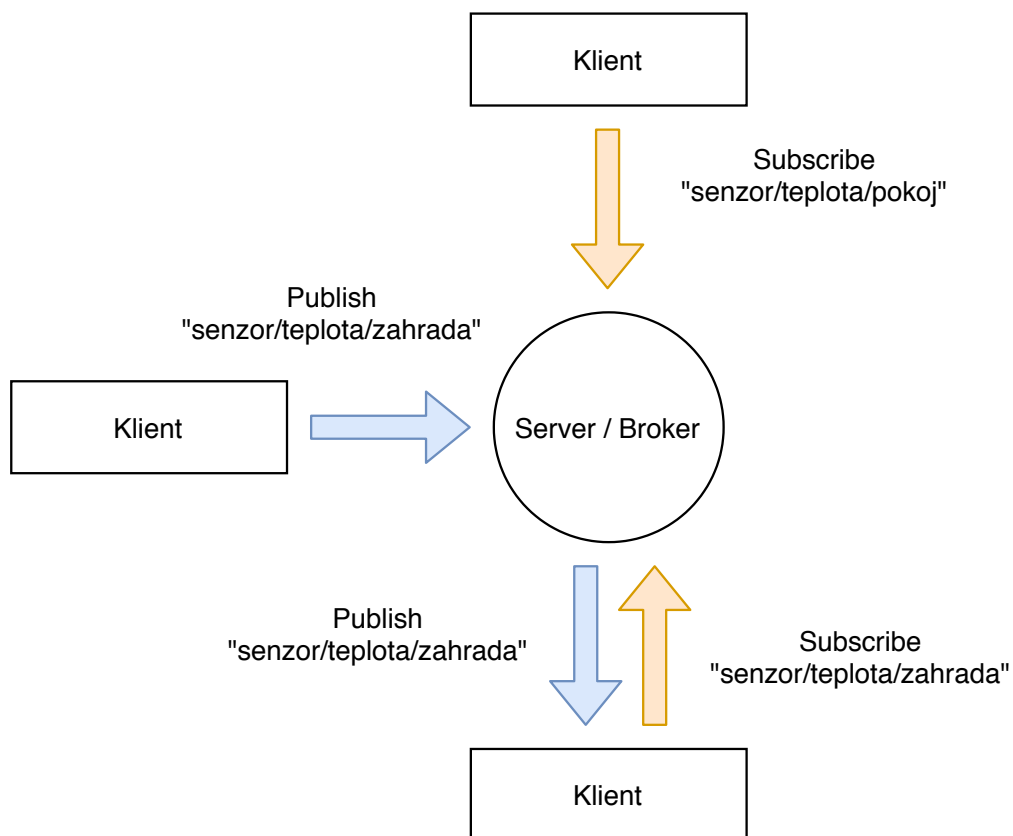 Klient
Subscribe
"senzor/teplota/pokoj"
Publish
"senzor/teplota/zahrada"
Klient
Server / Broker
Publish
"senzor/teplota/zahrada"
Subscribe
"senzor/teplota/zahrada"
Klient